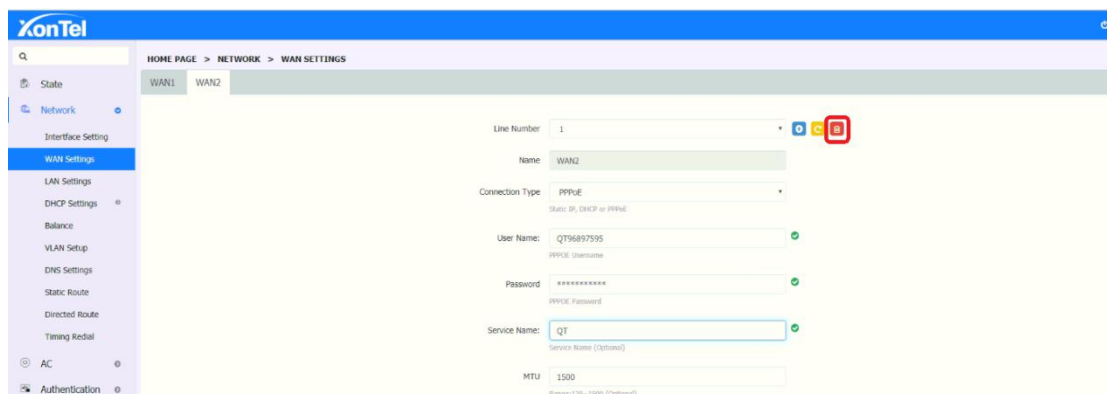 XonTel
HOME PAGE > NETWORK > WAN SETTINGS
State
WAN1 WAN2
Network
Intertface Setting
WAN Settings
LAN Settings
DHCP Settings
Balance
VLAN Setup
DNS Settings
Static Route
Directed Route
Timing Redial
AC
Authentication
Line Number 1
Name WAN2
Connection Type PPPoE
Static IP, DHCP or PPPoE
User Name: QT96897595
PPPOE Username
Password ***********
PPPOE Password
Service Name: QT
Service Name (Optional)
MTU 1500